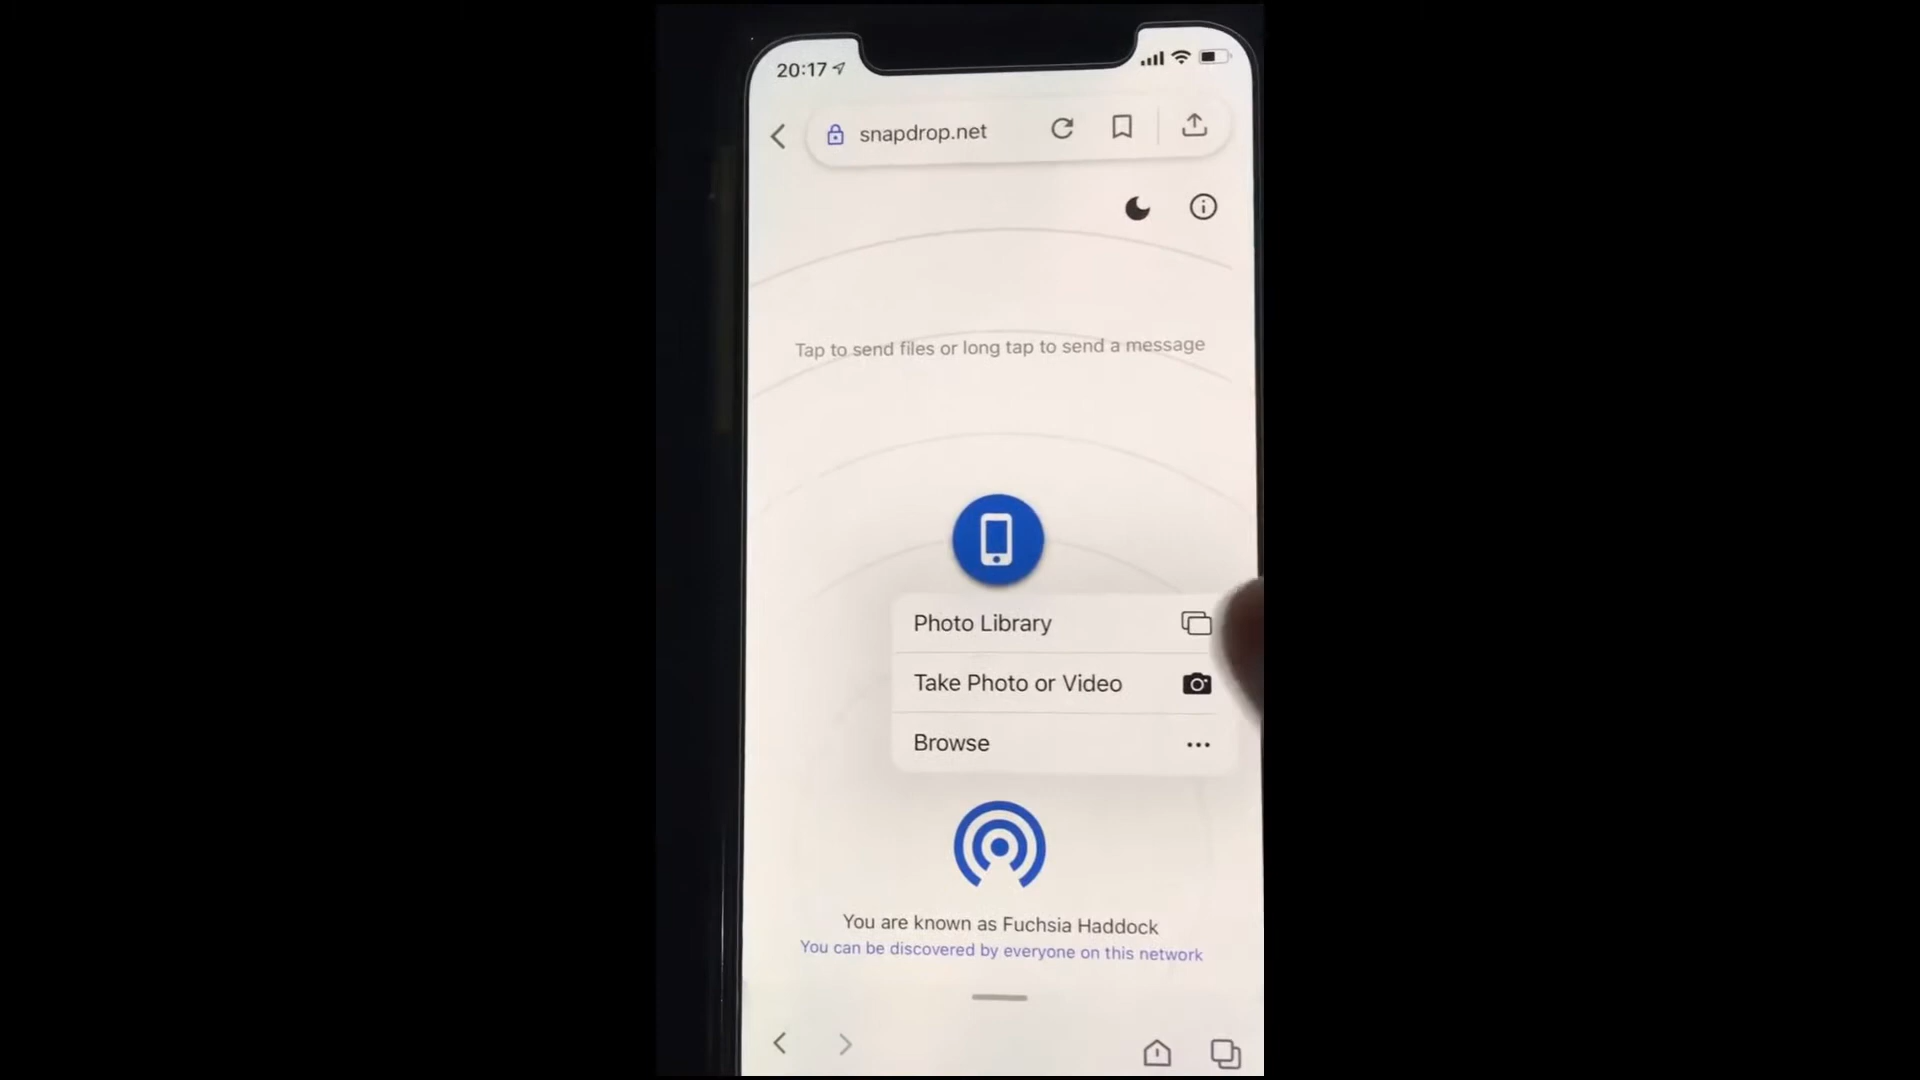 20:17
snapdrop.net
Tap to send files or long tap to send a message
Photo Library
Take Photo or Video
Browse
You are known as Fuchsia Haddock
You can be discovered by everyone on this network